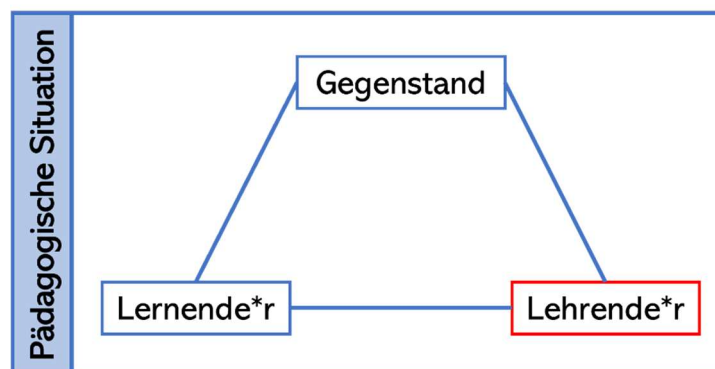 Pädagogische Situation
Gegenstand
Lernende*r
Lehrende*r